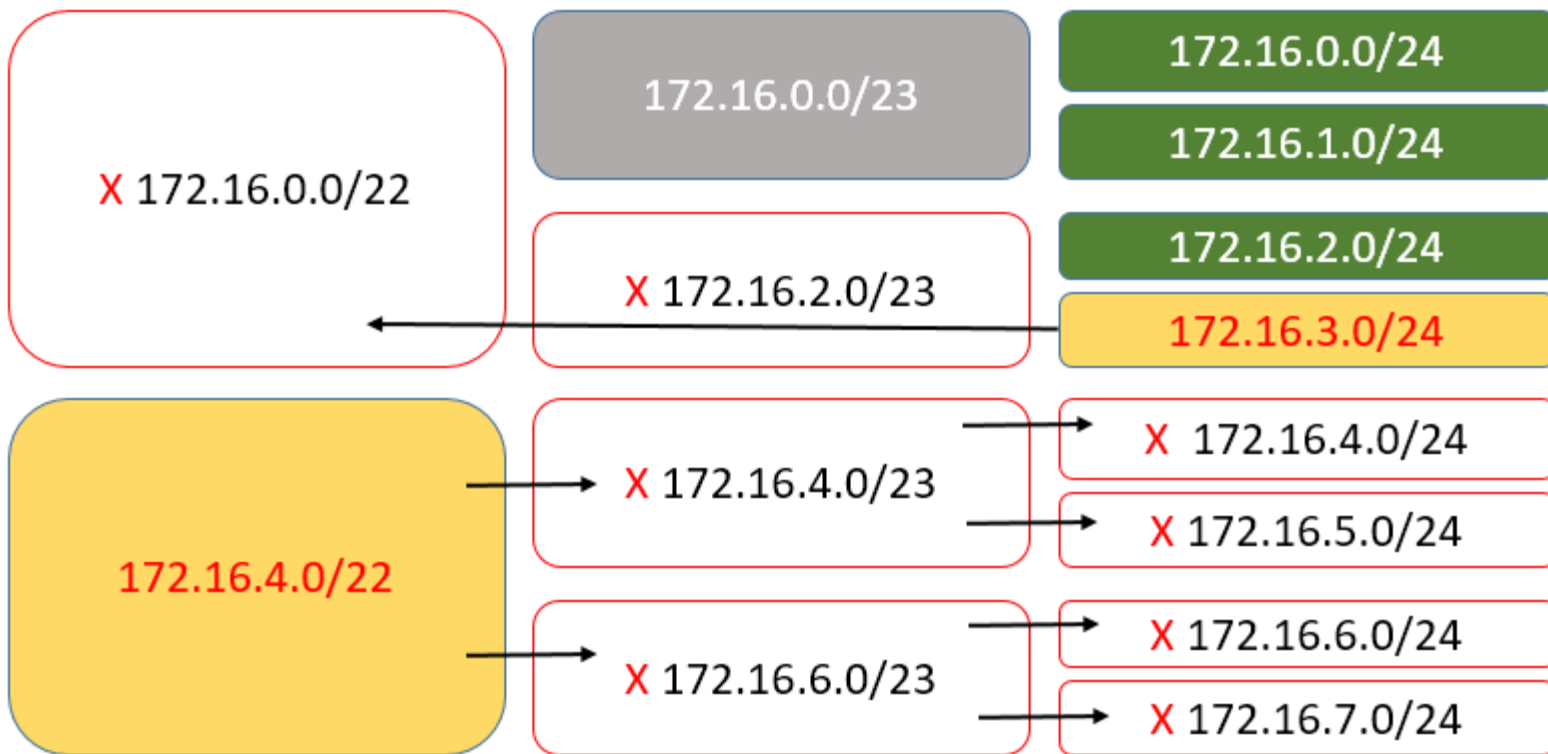 X 172.16.0.0/22
172.16.0.0/23
172.16.0.0/24
172.16.1.0/24
X 172.16.2.0/23
172.16.2.0/24
172.16.3.0/24
172.16.4.0/22
X 172.16.4.0/23
X 172.16.4.0/24
X 172.16.5.0/24
X 172.16.6.0/23
X 172.16.6.0/24
X 172.16.7.0/24